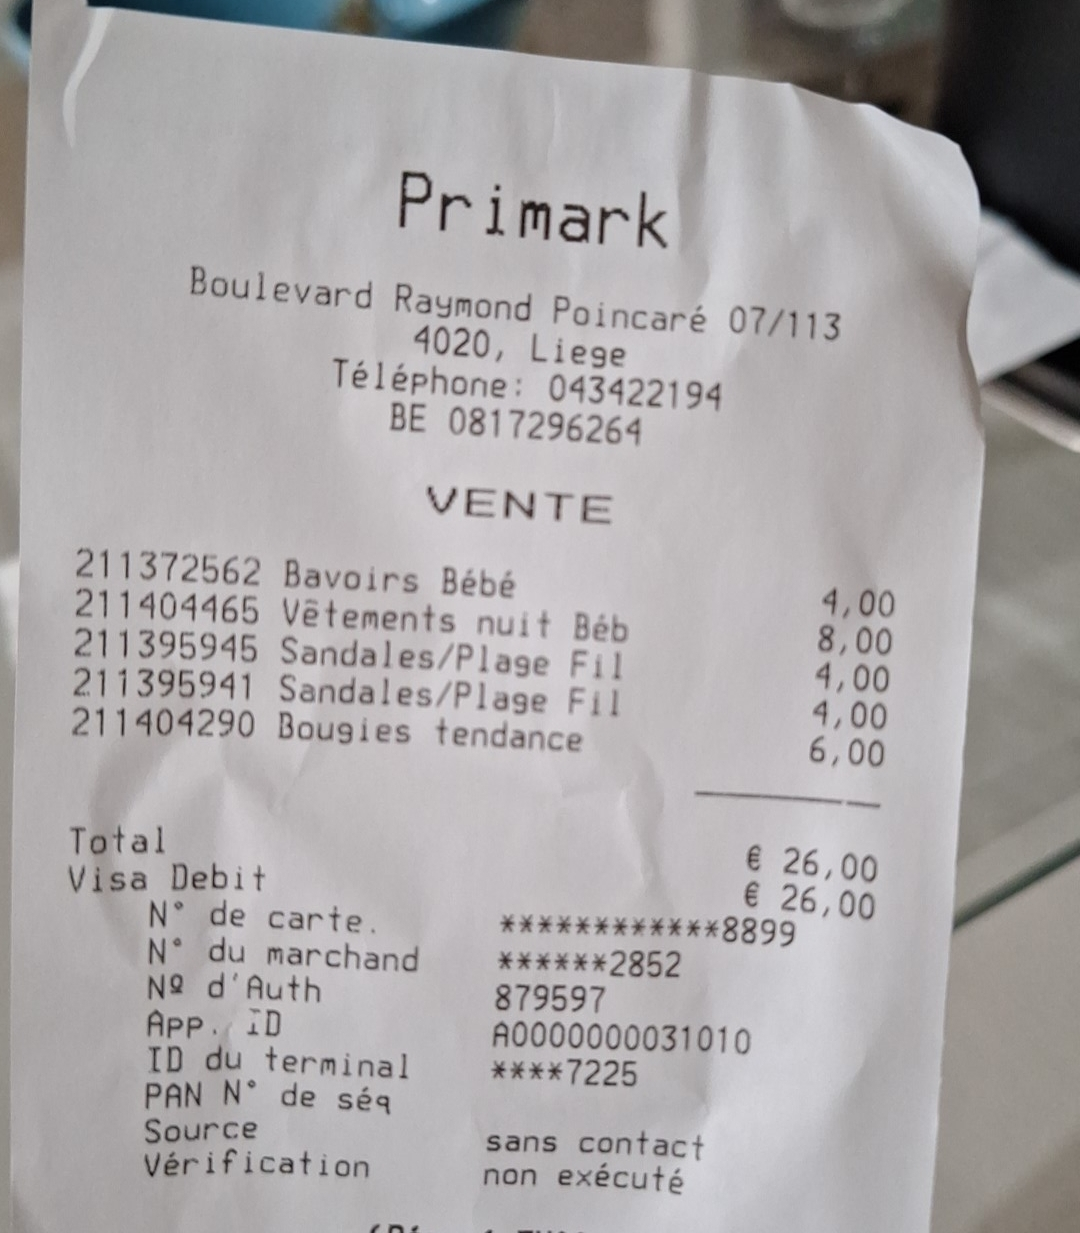 Primark
Boulevard Raymond Poincaré 07/113
4020, Liege
Téléphone: 043422194
BE 0817296264
VENTE
211372562 Bavoirs Bébé 4,00
211404465 Vêtements nuit Béb 8,00
211395945 Sandales/Plage Fil 4,00
211395941 Sandales/Plage Fil 4,00
211404290 Bougies tendance 6,00
Total € 26,00
Visa Debit € 26,00
N° de carte. ************8899
N° du marchand ******2852
Nº d'Auth 879597
App. ID A0000000031010
ID du terminal ****7225
PAN N° de séq
Source sans contact
Vérification non exécuté